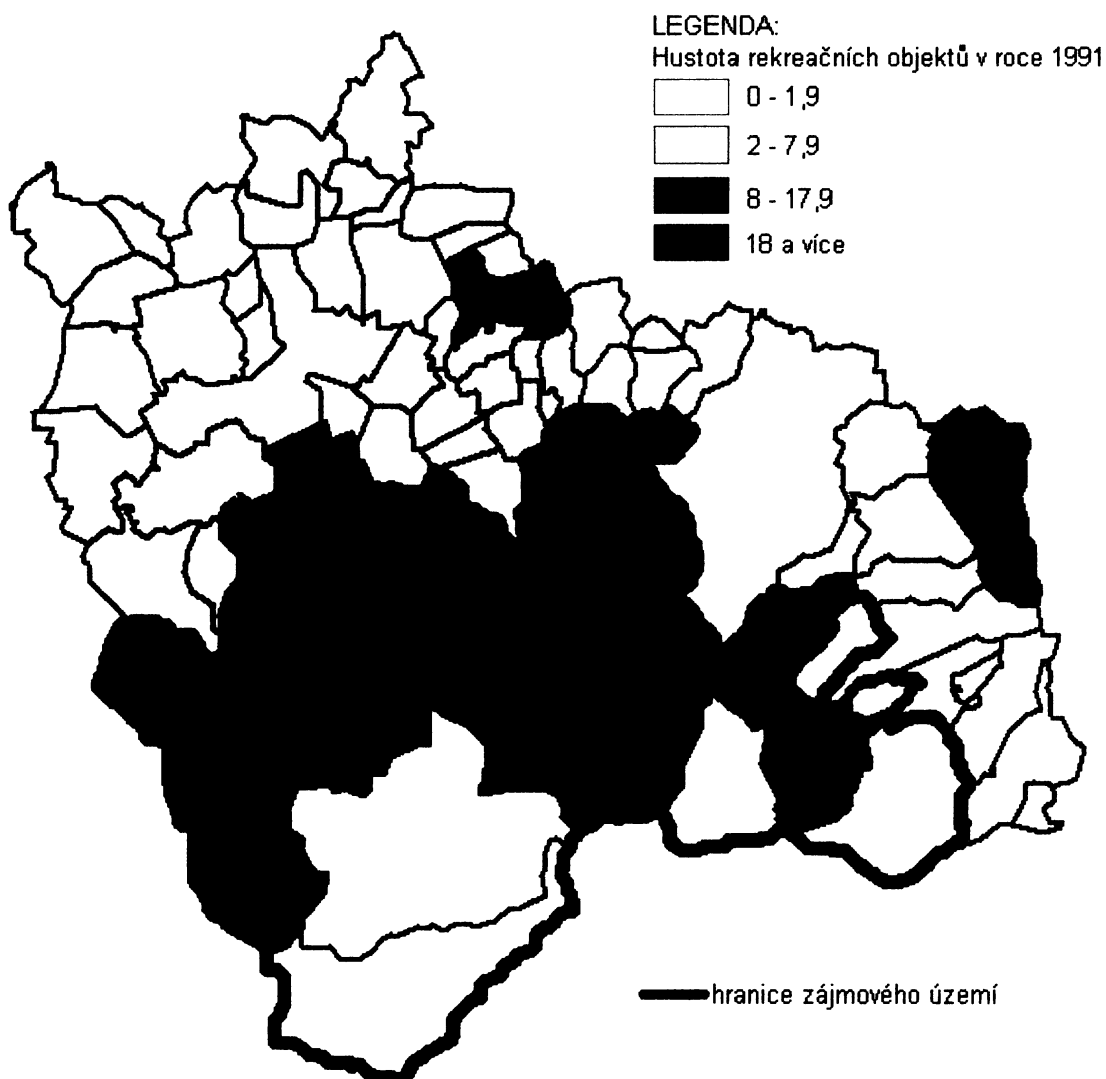 LEGENDA:
Hustota rekreačních objektů v roce 1991
0 - 1,9
2 - 7,9
8 - 17,9
18 a více
hranice zájmového území